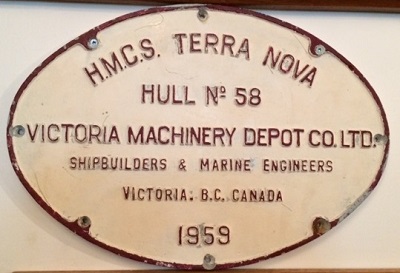 H.M.C.S. TERRA NOVA
HULL Nº 58
VICTORIA MACHINERY DEPOT CO. LTD.
SHIPBUILDERS & MARINE ENGINEERS
VICTORIA: B.C. CANADA
1959